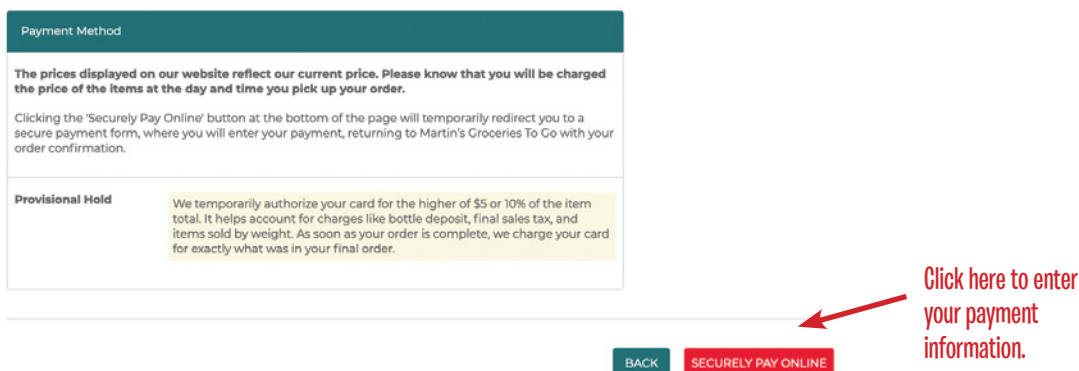 Payment Method
The prices displayed on our website reflect our current price. Please know that you will be charged
the price of the items at the day and time you pick up your order.
Clicking the 'Securely Pay Online' button at the bottom of the page will temporarily redirect you to a
secure payment form, where you will enter your payment, returning to Martin's Groceries To Go with your
order confirmation.
Provisional Hold
We temporarily authorize your card for the higher of $5 or 10% of the item
total. It helps account for charges like bottle deposit, final sales tax, and
items sold by weight. As soon as your order is complete, we charge your card
for exactly what was in your final order.
Click here to enter
your payment
information.
BACK
SECURELY PAY ONLINE